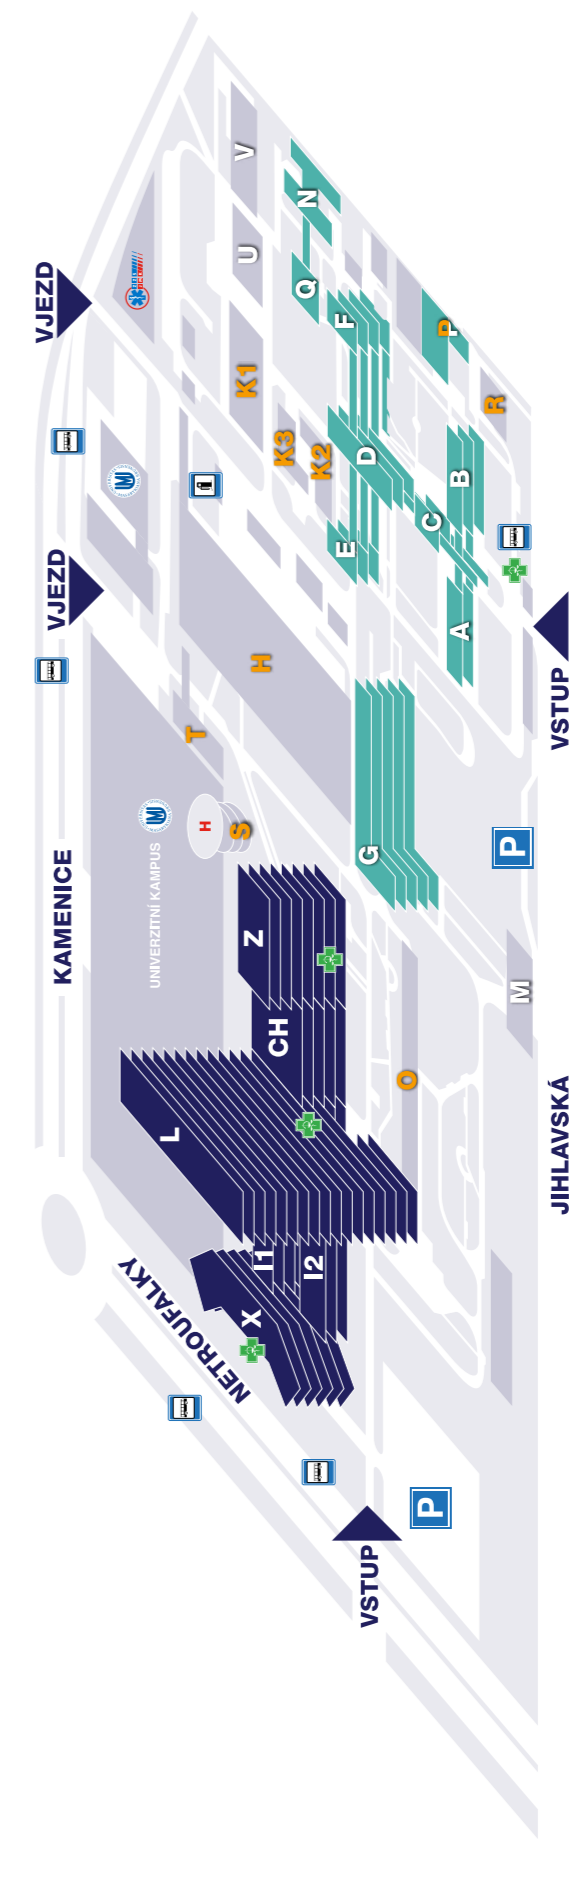 VJEZD
VJEZD
KAMENICE
NETROUFALKY
VSTUP
VSTUP
JIHLAVSKÁ
UNIVERZITNÍ KAMPUS
V
U
N
Q
F
K1
K3
K2
P
P
R
D
B
C
E
A
H
T
H
S
G
Z
CH
L
M
O
I1
I2
X
P
P